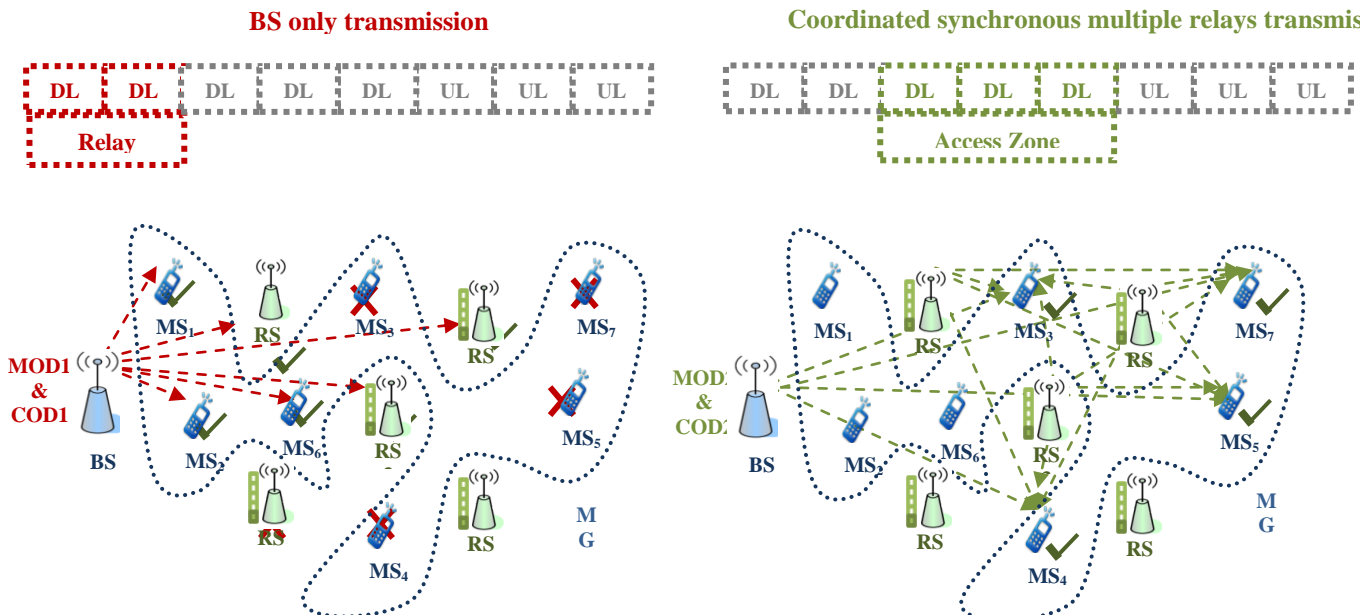 BS only transmission
Coordinated synchronous multiple relays transmis
DL DL DL DL DL UL UL UL
DL DL DL DL DL UL UL UL
Relay
Access Zone
MS1
RS
MS3
RS
MS7
MOD1
&
COD1
BS
MS2
MS6
RS
MS5
RS
MS4
RS
M
G
MS1
RS
MS3
RS
MS7
MOD2
&
COD2
BS
MS2
MS6
RS
MS5
RS
MS4
RS
M
G